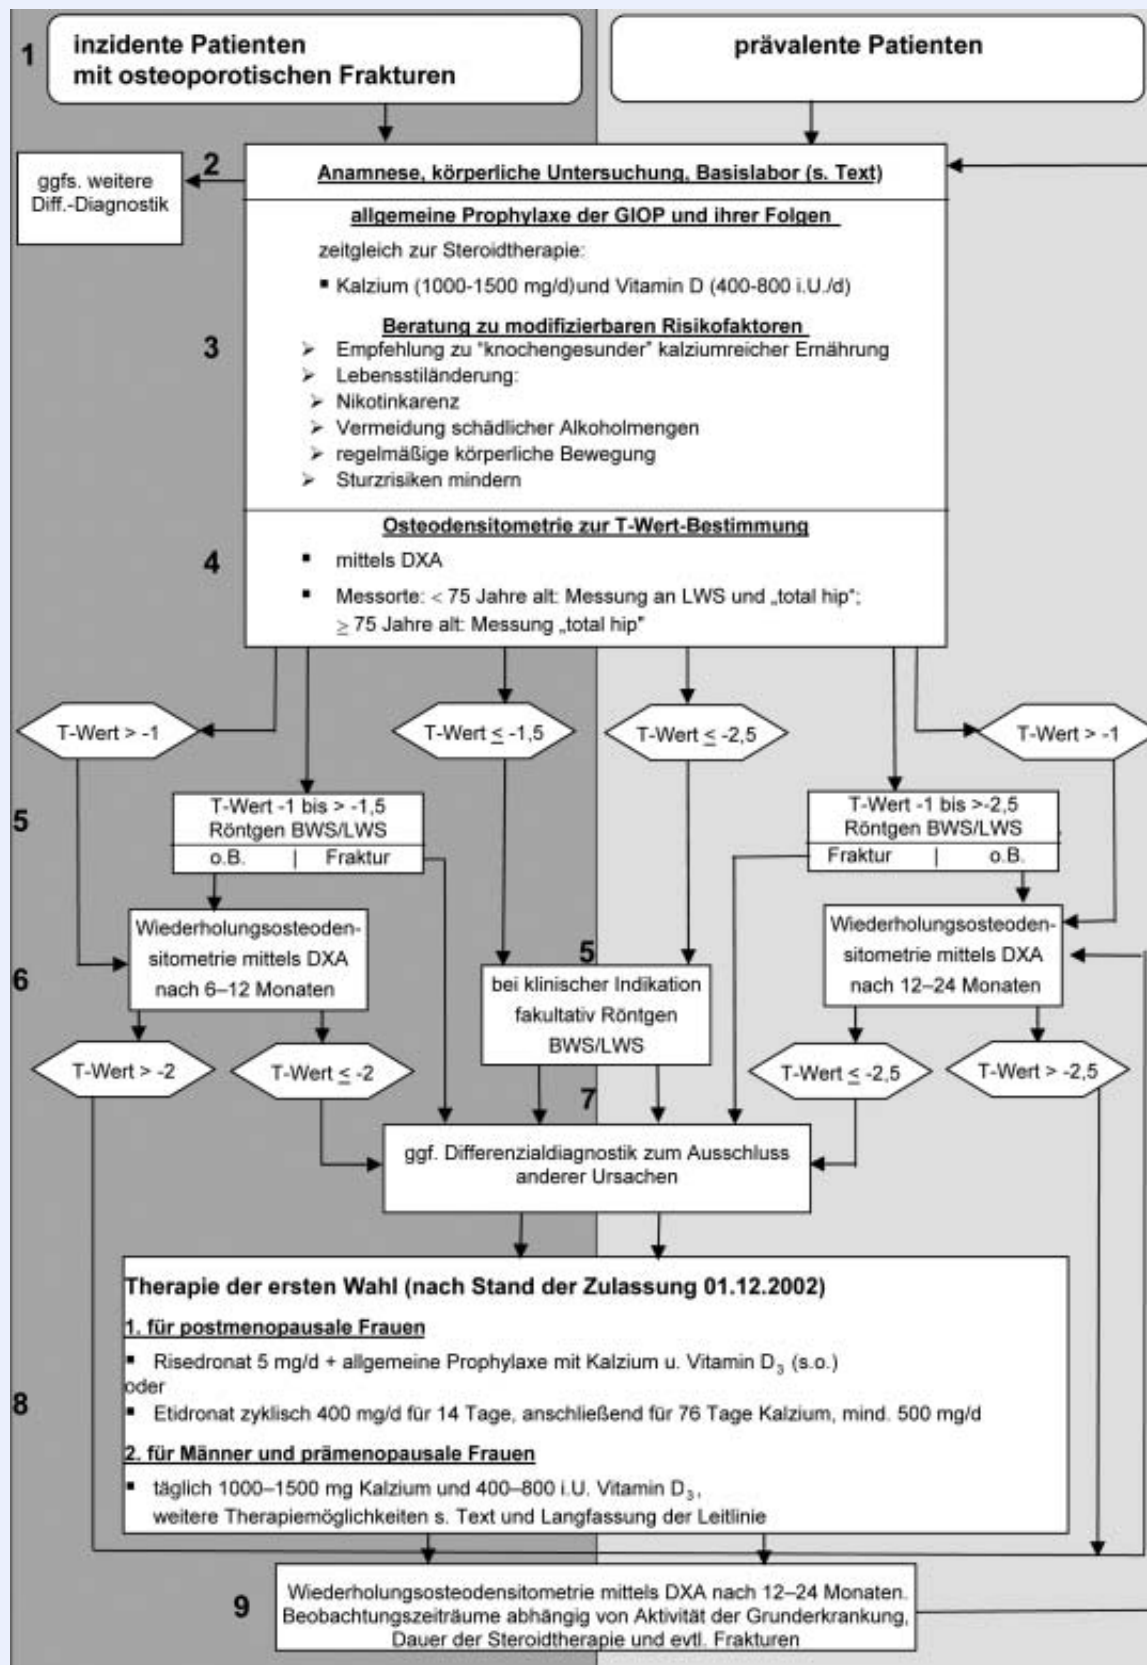 1
inzidente Patienten
mit osteoporotischen Frakturen
prävalente Patienten
2
ggfs. weitere
Diff.-Diagnostik
Anamnese, körperliche Untersuchung, Basislabor (s. Text)
allgemeine Prophylaxe der GIOP und ihrer Folgen
zeitgleich zur Steroidtherapie:
▪ Kalzium (1000-1500 mg/d)und Vitamin D (400-800 i.U./d)
Beratung zu modifizierbaren Risikofaktoren
3
➢ Empfehlung zu "knochengesunder" kalziumreicher Ernährung
➢ Lebensstiländerung:
➢ Nikotinkarenz
➢ Vermeidung schädlicher Alkoholmengen
➢ regelmäßige körperliche Bewegung
➢ Sturzrisiken mindern
Osteodensitometrie zur T-Wert-Bestimmung
4
▪ mittels DXA
▪ Messorte: < 75 Jahre alt: Messung an LWS und „total hip“;
≥ 75 Jahre alt: Messung „total hip"
T-Wert > -1
T-Wert ≤ -1,5
T-Wert ≤ -2,5
T-Wert > -1
5
T-Wert -1 bis > -1,5
Röntgen BWS/LWS
o.B. | Fraktur
T-Wert -1 bis >-2,5
Röntgen BWS/LWS
Fraktur | o.B.
6
Wiederholungsosteoden-
sitometrie mittels DXA
nach 6–12 Monaten
5
bei klinischer Indikation
fakultativ Röntgen
BWS/LWS
Wiederholungsosteoden-
sitometrie mittels DXA
nach 12–24 Monaten
T-Wert > -2
T-Wert ≤ -2
T-Wert ≤ -2,5
T-Wert > -2,5
7
ggf. Differenzialdiagnostik zum Ausschluss
anderer Ursachen
8
Therapie der ersten Wahl (nach Stand der Zulassung 01.12.2002)
1. für postmenopausale Frauen
▪ Risedronat 5 mg/d + allgemeine Prophylaxe mit Kalzium u. Vitamin D₃ (s.o.)
oder
▪ Etidronat zyklisch 400 mg/d für 14 Tage, anschließend für 76 Tage Kalzium, mind. 500 mg/d
2. für Männer und prämenopausale Frauen
▪ täglich 1000–1500 mg Kalzium und 400–800 i.U. Vitamin D₃,
weitere Therapiemöglichkeiten s. Text und Langfassung der Leitlinie
9
Wiederholungsosteodensitometrie mittels DXA nach 12–24 Monaten.
Beobachtungszeiträume abhängig von Aktivität der Grunderkrankung,
Dauer der Steroidtherapie und evtl. Frakturen